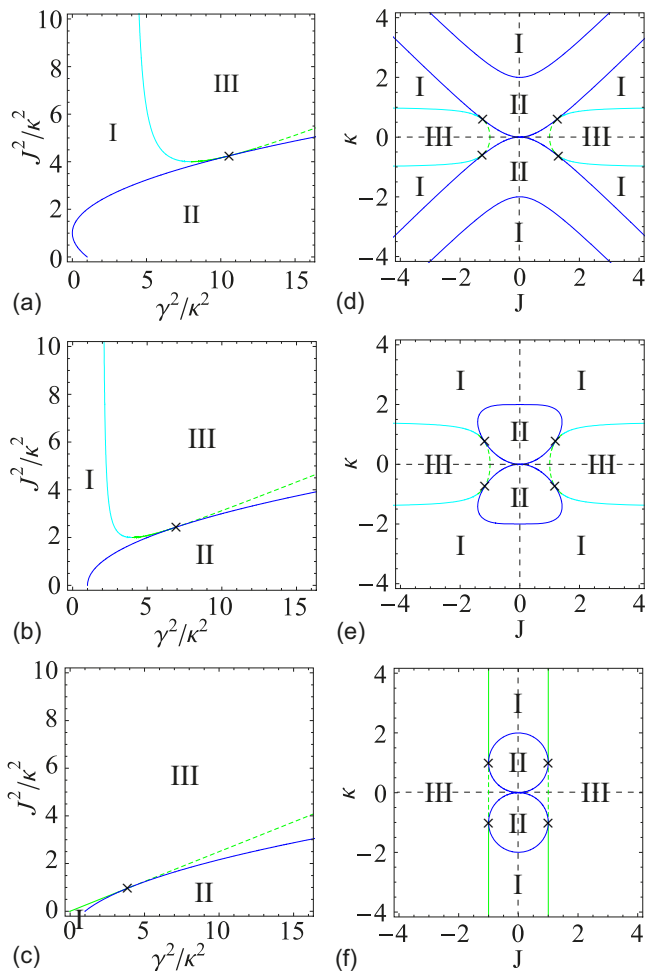 10
8
6
4
2
0
J²/κ²
I
III
II
0 5 10 15
γ²/κ²
(a)
4
2
0
−2
−4
κ
I
I II I
III III
I II I
I
−4 −2 0 2 4
J
(d)
10
8
6
4
2
0
J²/κ²
I
III
II
0 5 10 15
γ²/κ²
(b)
4
2
0
−2
−4
κ
I I
II
III III
II
I I
−4 −2 0 2 4
J
(e)
10
8
6
4
2
0
J²/κ²
III
II
I
0 5 10 15
γ²/κ²
(c)
4
2
0
−2
−4
κ
I
II
III III
II
I
−4 −2 0 2 4
J
(f)